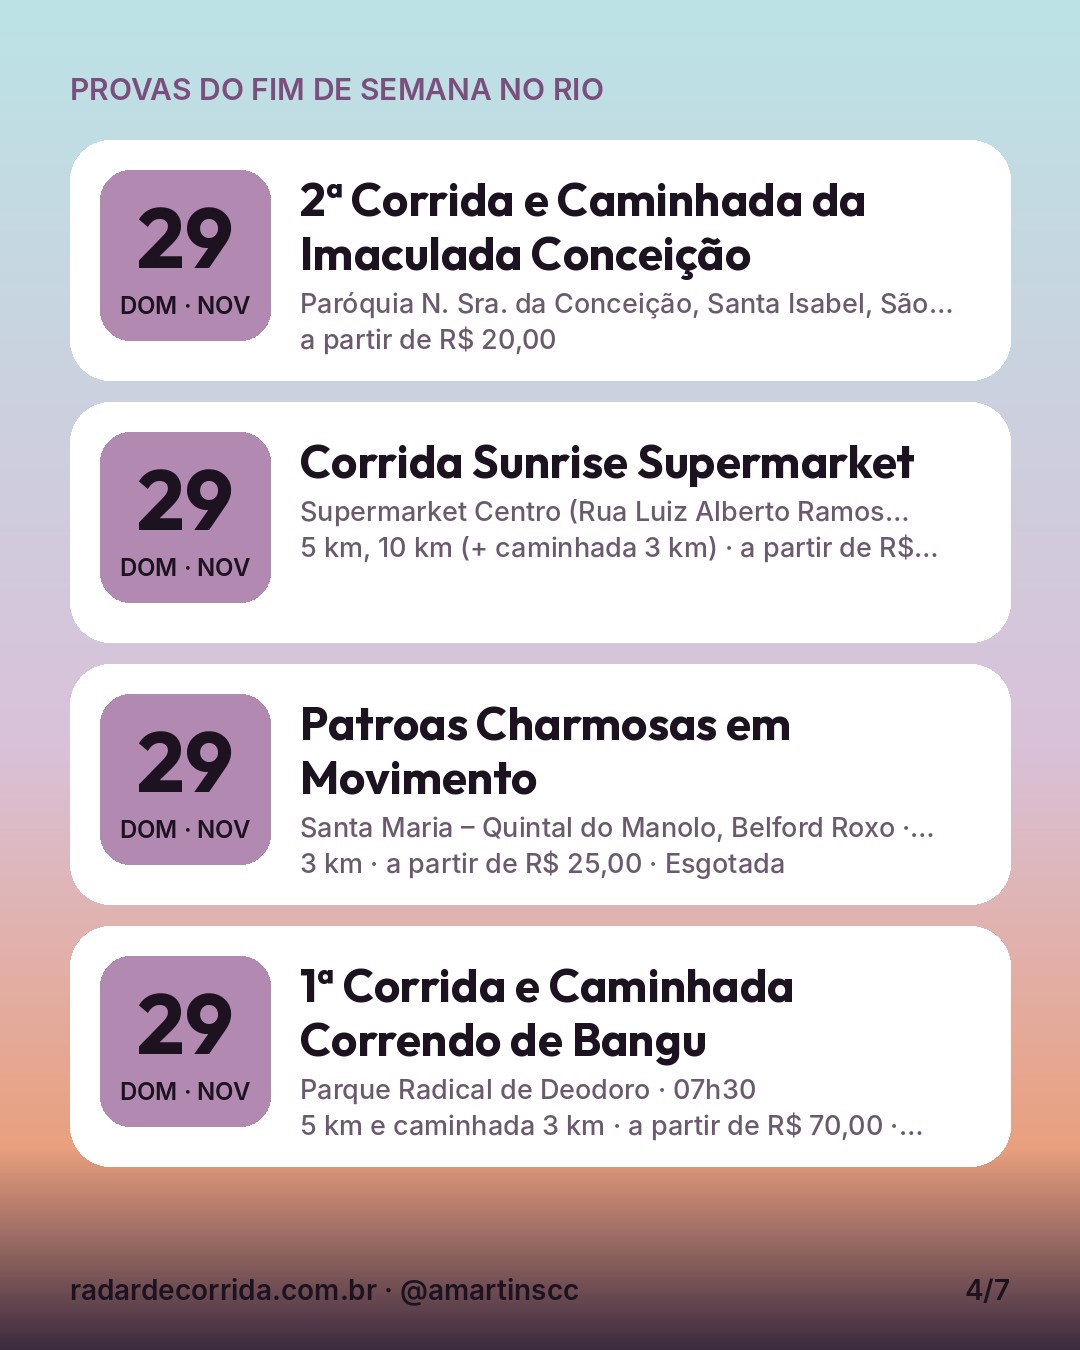 PROVAS DO FIM DE SEMANA NO RIO
29
DOM · NOV
2ª Corrida e Caminhada da
Imaculada Conceição
Paróquia N. Sra. da Conceição, Santa Isabel, São...
a partir de R$ 20,00
29
DOM · NOV
Corrida Sunrise Supermarket
Supermarket Centro (Rua Luiz Alberto Ramos...
5 km, 10 km (+ caminhada 3 km) · a partir de R$...
29
DOM · NOV
Patroas Charmosas em
Movimento
Santa Maria – Quintal do Manolo, Belford Roxo ·...
3 km · a partir de R$ 25,00 · Esgotada
29
DOM · NOV
1ª Corrida e Caminhada
Correndo de Bangu
Parque Radical de Deodoro · 07h30
5 km e caminhada 3 km · a partir de R$ 70,00 ·...
radardecorrida.com.br · @amartinscc
4/7